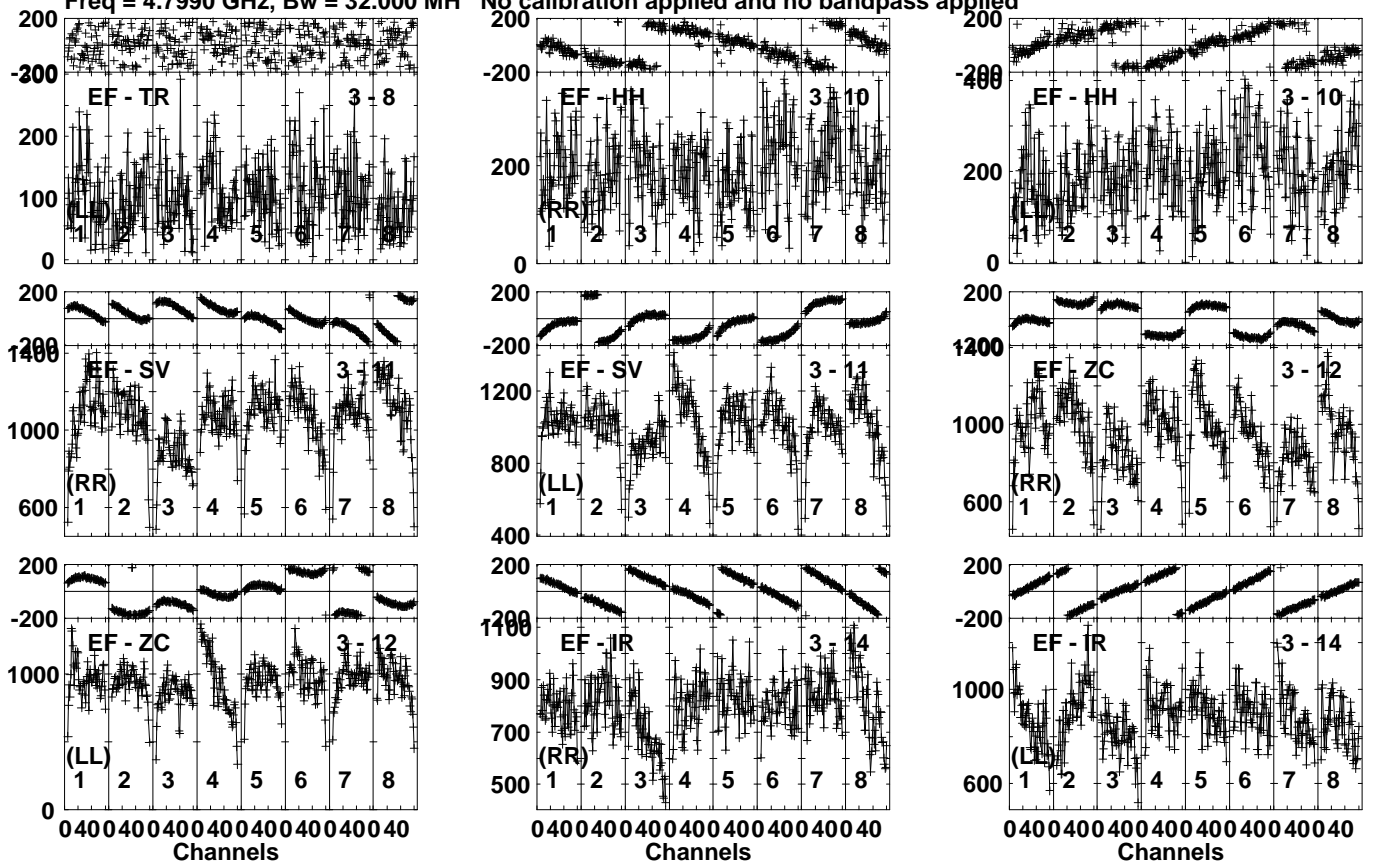 Freq = 4.7990 GHz, Bw = 32.000 MH No calibration applied and no bandpass applied
200 200 200
-200 -200 -200
300 400
EF - TR 3 - 8 EF - HH 3 - 10 EF - HH 3 - 10
200 200 200
100
(LL) (RR) (LL)
1 2 3 4 5 6 7 8 1 2 3 4 5 6 7 8 1 2 3 4 5 6 7 8
0 0 0
200 200 200
-200 -200 -200
1400 1400
EF - SV 3 - 11 EF - SV 3 - 11 EF - ZC 3 - 12
1200
1000 1000
800
(RR) (LL) (RR)
600 600
1 2 3 4 5 6 7 8 1 2 3 4 5 6 7 8 1 2 3 4 5 6 7 8
400
200 200 200
-200 -200 -200
1100
EF - ZC 3 - 12 EF - IR 3 - 14 EF - IR 3 - 14
1000 900 1000
700
(LL) (RR) (LL)
1 2 3 4 5 6 7 8 1 2 3 4 5 6 7 8 1 2 3 4 5 6 7 8
500 600
0
0 40 0 40 0 40 0 40 0 40 0 40 0 40 0 40 0 40 0 40 0 40 0 40 0 40 0 40 0 40 0 40 0 40 0 40 0 40 0 40 0 40 0 40 0 40 0 40
Channels Channels Channels